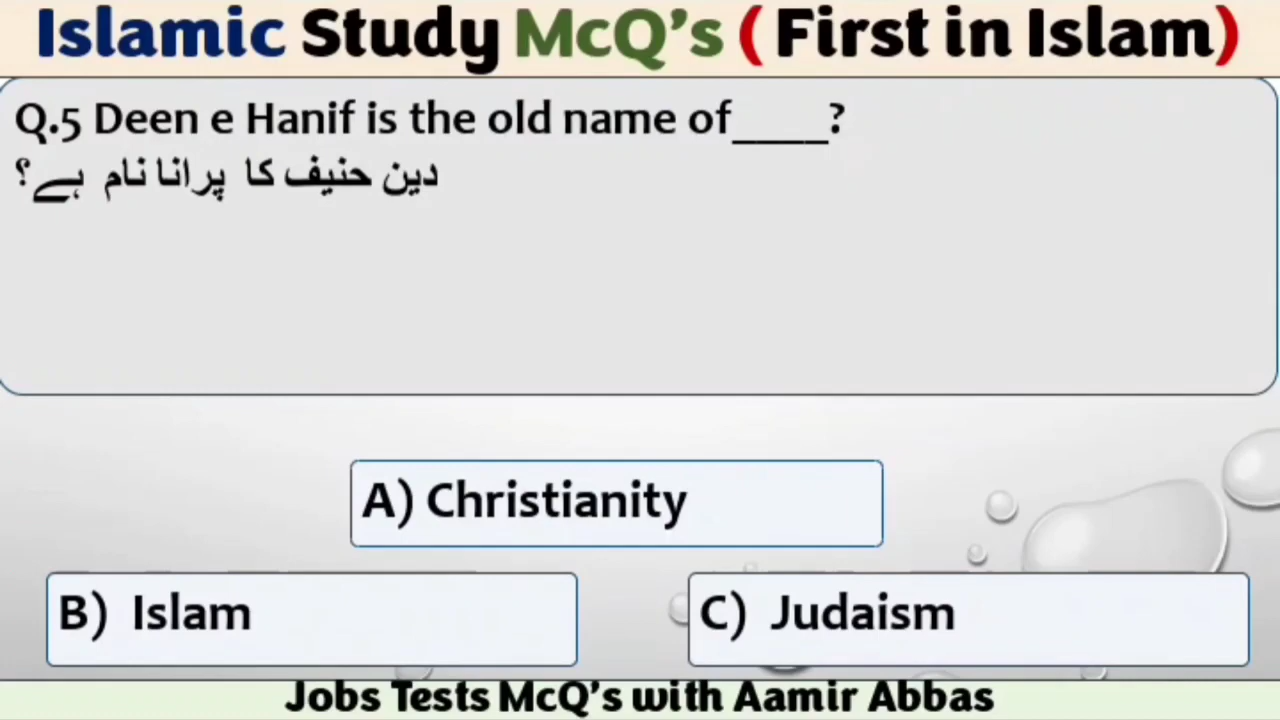 Islamic Study McQ's ( First in Islam)
Q.5 Deen e Hanif is the old name of____?
دین حنیف کا پرانا نام ہے؟
A) Christianity
B) Islam
C) Judaism
Jobs Tests McQ's with Aamir Abbas